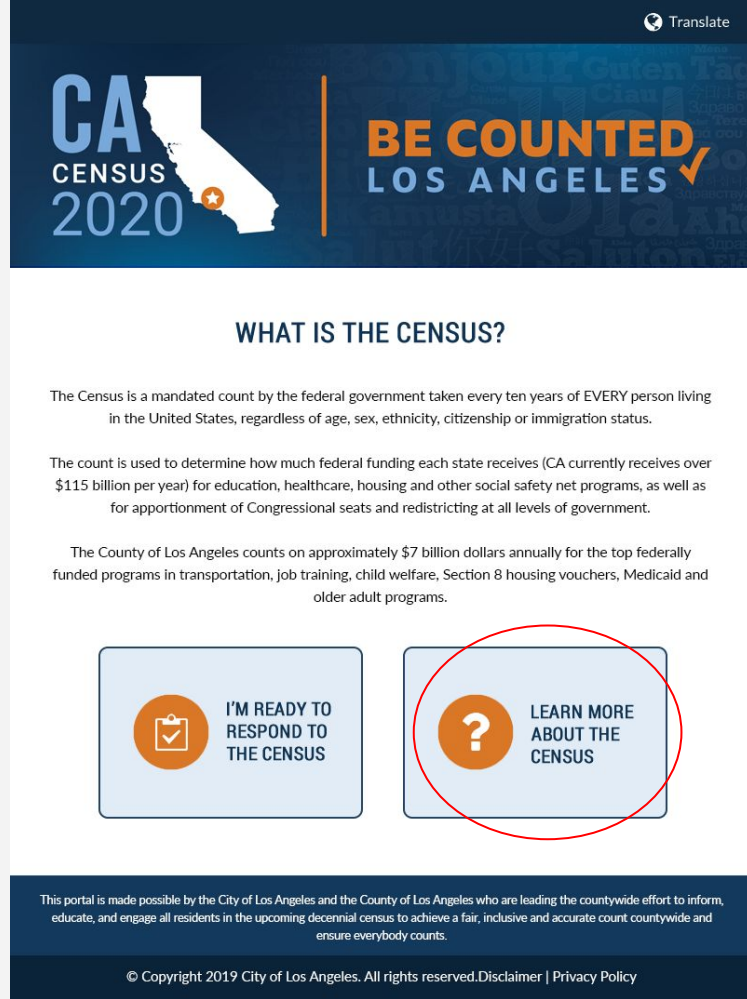 Translate
CA
CENSUS
2020
BE COUNTED
LOS ANGELES
Bonjour
Guten Tag
Ciau
Salut
你好
Saluton
Ola
WHAT IS THE CENSUS?
The Census is a mandated count by the federal government taken every ten years of EVERY person living
in the United States, regardless of age, sex, ethnicity, citizenship or immigration status.
The count is used to determine how much federal funding each state receives (CA currently receives over
$115 billion per year) for education, healthcare, housing and other social safety net programs, as well as
for apportionment of Congressional seats and redistricting at all levels of government.
The County of Los Angeles counts on approximately $7 billion dollars annually for the top federally
funded programs in transportation, job training, child welfare, Section 8 housing vouchers, Medicaid and
older adult programs.
I'M READY TO
RESPOND TO
THE CENSUS
LEARN MORE
ABOUT THE
CENSUS
This portal is made possible by the City of Los Angeles and the County of Los Angeles who are leading the countywide effort to inform,
educate, and engage all residents in the upcoming decennial census to achieve a fair, inclusive and accurate count countywide and
ensure everybody counts.
© Copyright 2019 City of Los Angeles. All rights reserved.Disclaimer | Privacy Policy